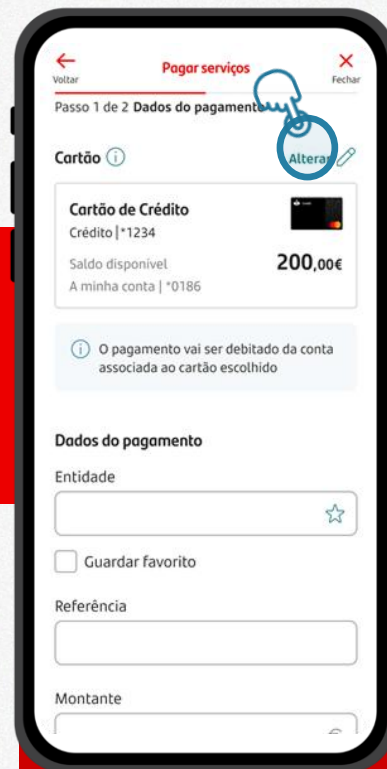 Voltar
Pagar serviços
Fechar
Passo 1 de 2 Dados do pagamento
Cartão
Alterar
Cartão de Crédito
Crédito |*1234
Saldo disponivel
200,00€
A minha conta | *0186
O pagamento vai ser debitado da conta
associada ao cartão escolhido
Dados do pagamento
Entidade
Guardar favorito
Referência
Montante
€